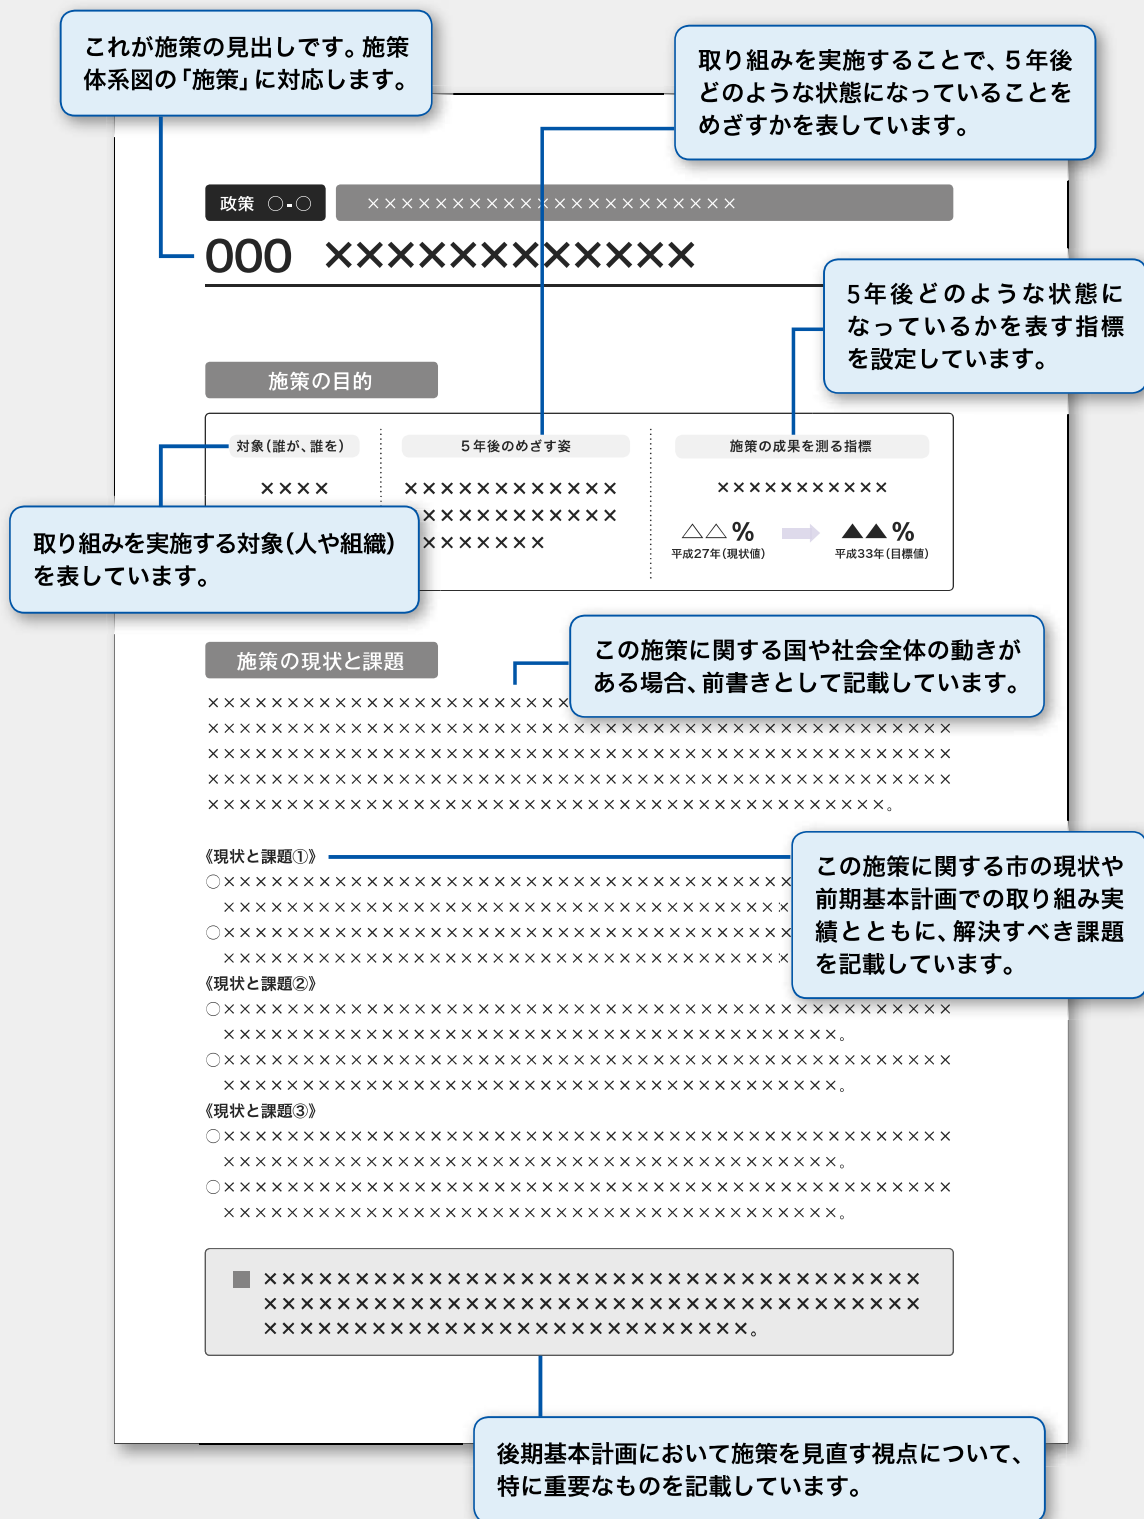 これが施策の見出しです。施策
体系図の「施策」に対応します。
取り組みを実施することで、５年後
どのような状態になっていることを
めざすかを表しています。
政策 ○-○ ××××××××××××××××××××××
000 ××××××××××××
5年後どのような状態に
なっているかを表す指標
を設定しています。
施策の目的
対象（誰が、誰を）
××××
５年後のめざす姿
××××××××××××
××××××××××××
×××××××
施策の成果を測る指標
×××××××××××
△△% ▲▲%
平成27年（現状値） 平成33年（目標値）
取り組みを実施する対象（人や組織）
を表しています。
施策の現状と課題
この施策に関する国や社会全体の動きが
ある場合、前書きとして記載しています。
×××××××××××××××××××××××
×××××××××××××××××××××××××××××××××××××××××××××××
×××××××××××××××××××××××××××××××××××××××××××××××
×××××××××××××××××××××××××××××××××××××××××××××××
×××××××××××××××××××××××××××××××××××××××××××。
《現状と課題①》
○××××××××××××××××××××××××××××××××××××
××××××××××××××××××××××××××××××××××××
○××××××××××××××××××××××××××××××××××××
××××××××××××××××××××××××××××××××××××
この施策に関する市の現状や
前期基本計画での取り組み実
績とともに、解決すべき課題
を記載しています。
《現状と課題②》
○××××××××××××××××××××××××××××××××××××××××××××××
×××××××××××××××××××××××××××××××××××××××。
○××××××××××××××××××××××××××××××××××××××××××××××
×××××××××××××××××××××××××××××××××××××××。
《現状と課題③》
○××××××××××××××××××××××××××××××××××××××××××××××
×××××××××××××××××××××××××××××××××××××××。
○××××××××××××××××××××××××××××××××××××××××××××××
×××××××××××××××××××××××××××××××××××××××。
■ ××××××××××××××××××××××××××××××××××××
××××××××××××××××××××××××××××××××××××
×××××××××××××××××××××××××××。
後期基本計画において施策を見直す視点について、
特に重要なものを記載しています。